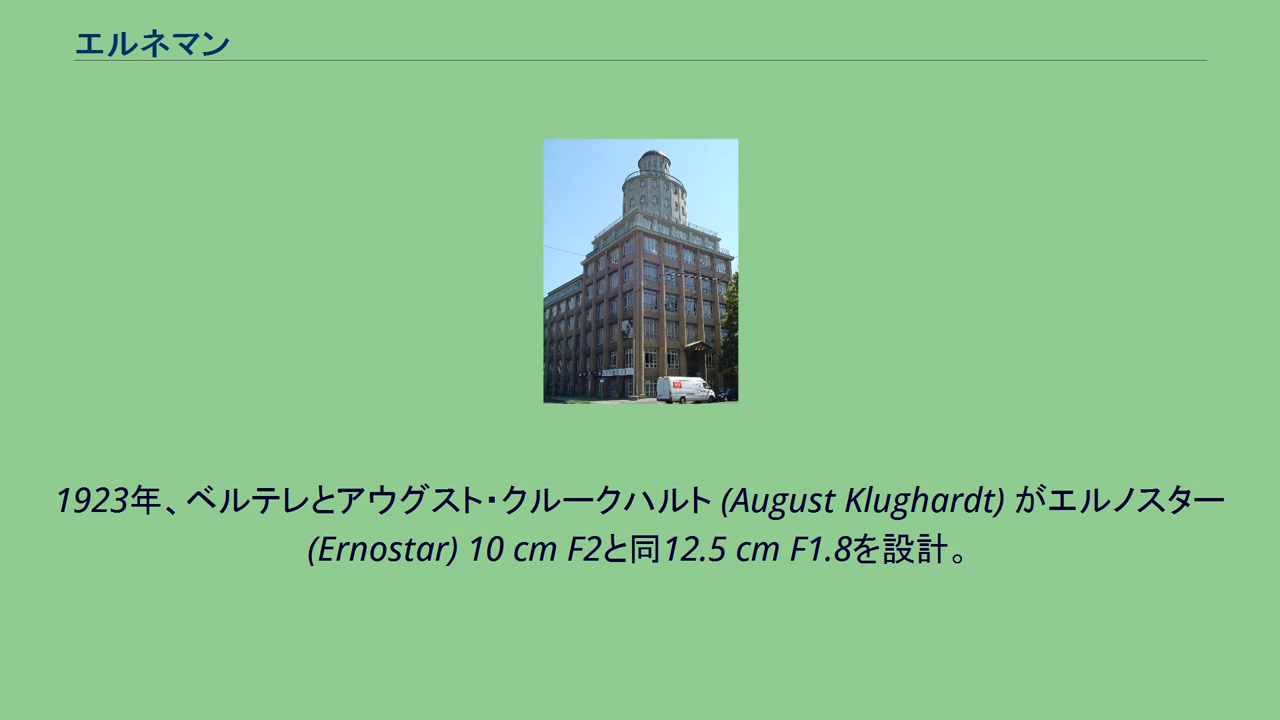 エルネマン
1923年、ベルテレとアウグスト・クルークハルト (August Klughardt) がエルノスター
(Ernostar) 10 cm F2と同12.5 cm F1.8を設計。